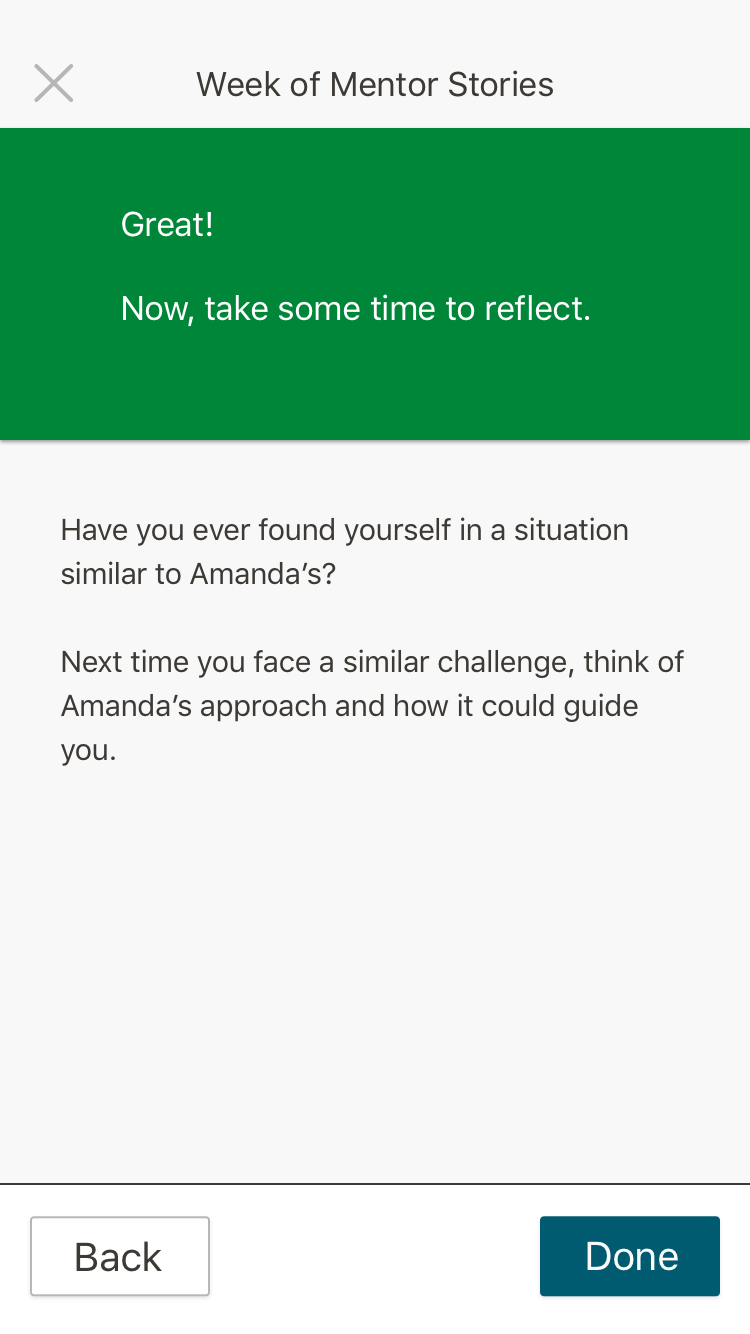 Week of Mentor Stories
Great!
Now, take some time to reflect.
Have you ever found yourself in a situation
similar to Amanda’s?
Next time you face a similar challenge, think of
Amanda’s approach and how it could guide
you.
Back
Done